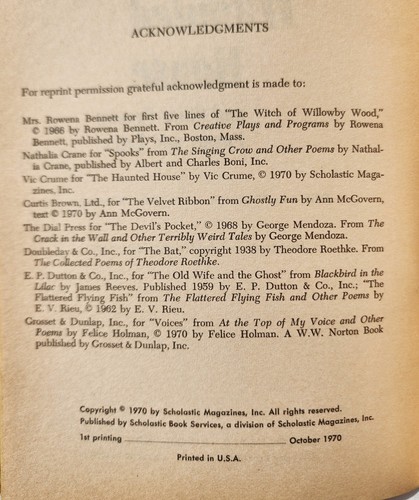 ACKNOWLEDGMENTS
For reprint permission grateful acknowledgment is made to:
Mrs. Rowena Bennett for first five lines of "The Witch of Willowby Wood,"
© 1966 by Rowena Bennett. From Creative Plays and Programs by Rowena
Bennett, published by Plays, Inc., Boston, Mass.
Nathalia Crane for "Spooks" from The Singing Crow and Other Poems by Nathal-
ia Crane, published by Albert and Charles Boni, Inc.
Vic Crume for "The Haunted House" by Vic Crume, © 1970 by Scholastic Maga-
zines, Inc.
Curtis Brown, Ltd., for "The Velvet Ribbon" from Ghostly Fun by Ann McGovern,
text © 1970 by Ann McGovern.
The Dial Press for "The Devil's Pocket," © 1968 by George Mendoza. From The
Crack in the Wall and Other Terribly Weird Tales by George Mendoza.
Doubleday & Co., Inc., for "The Bat," copyright 1938 by Theodore Roethke. From
The Collected Poems of Theodore Roethke.
E. P. Dutton & Co., Inc., for "The Old Wife and the Ghost" from Blackbird in the
Lilac by James Reeves. Published 1959 by E. P. Dutton & Co., Inc.; "The
Flattered Flying Fish" from The Flattered Flying Fish and Other Poems by
E. V. Rieu, © 1962 by E. V. Rieu.
Grosset & Dunlap, Inc., for "Voices" from At the Top of My Voice and Other
Poems by Felice Holman, © 1970 by Felice Holman. A W.W. Norton Book
published by Grosset & Dunlap, Inc.
Copyright © 1970 by Scholastic Magazines, Inc. All rights reserved.
Published by Scholastic Book Services, a division of Scholastic Magazines, Inc.
1st printing October 1970
Printed in U.S.A.